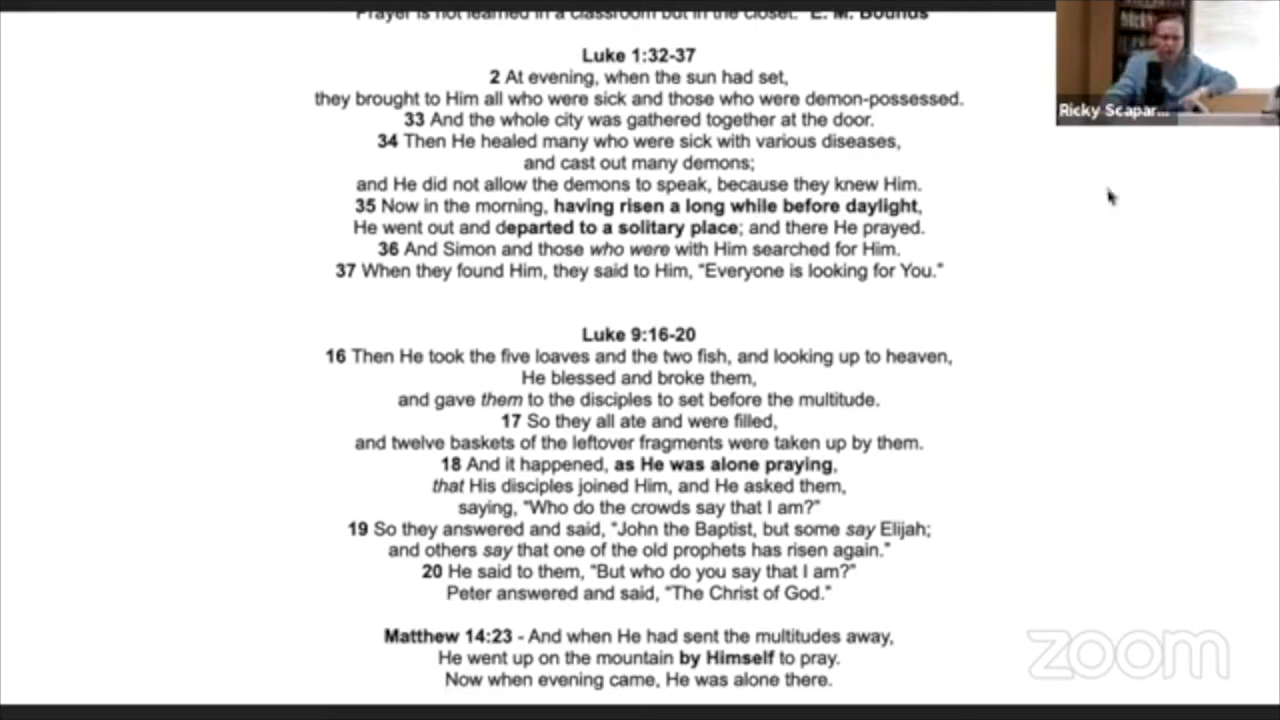 Prayer is not learned in a classroom but in the closet." E. M. Bounds
Luke 1:32-37
2 At evening, when the sun had set,
they brought to Him all who were sick and those who were demon-possessed.
33 And the whole city was gathered together at the door.
34 Then He healed many who were sick with various diseases,
and cast out many demons;
and He did not allow the demons to speak, because they knew Him.
35 Now in the morning, having risen a long while before daylight,
He went out and departed to a solitary place; and there He prayed.
36 And Simon and those who were with Him searched for Him.
37 When they found Him, they said to Him, "Everyone is looking for You."
Luke 9:16-20
16 Then He took the five loaves and the two fish, and looking up to heaven,
He blessed and broke them,
and gave them to the disciples to set before the multitude.
17 So they all ate and were filled,
and twelve baskets of the leftover fragments were taken up by them.
18 And it happened, as He was alone praying,
that His disciples joined Him, and He asked them,
saying, "Who do the crowds say that I am?"
19 So they answered and said, "John the Baptist, but some say Elijah;
and others say that one of the old prophets has risen again."
20 He said to them, "But who do you say that I am?"
Peter answered and said, "The Christ of God."
Matthew 14:23 - And when He had sent the multitudes away,
He went up on the mountain by Himself to pray.
Now when evening came, He was alone there.
Ricky Scapar...
zoom